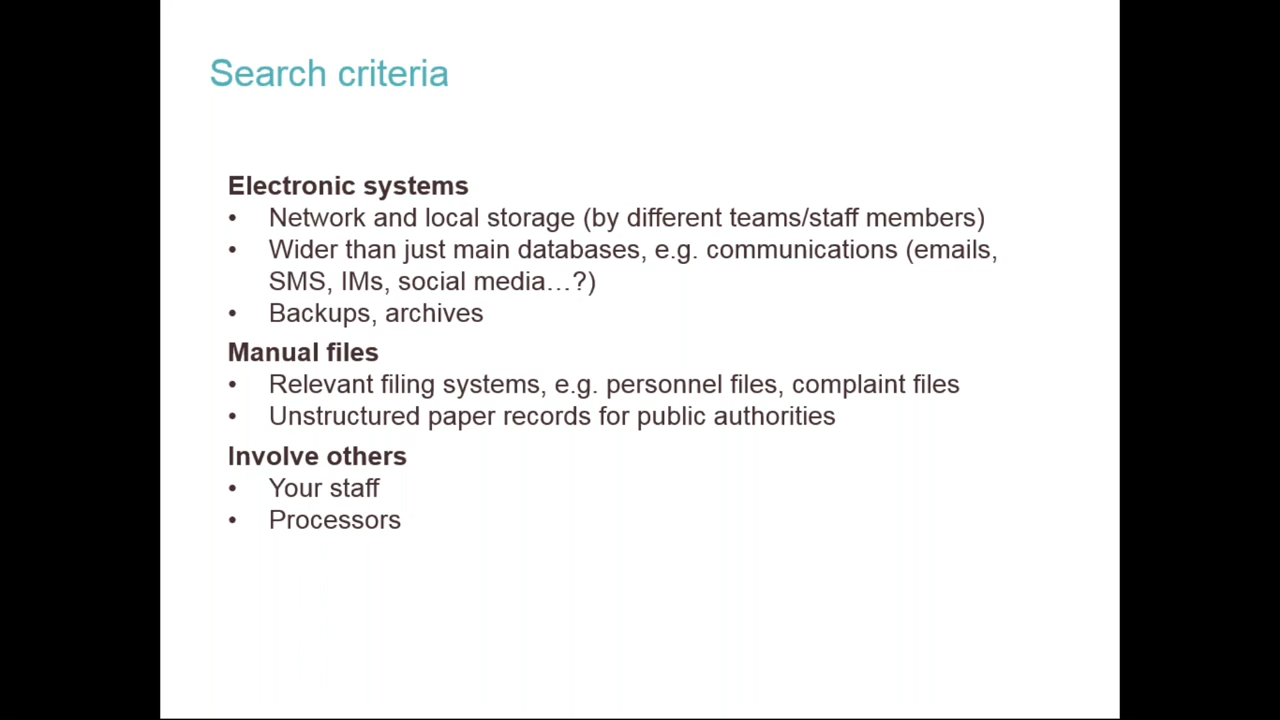 Search criteria
Electronic systems
• Network and local storage (by different teams/staff members)
• Wider than just main databases, e.g. communications (emails,
SMS, IMs, social media…?)
• Backups, archives
Manual files
• Relevant filing systems, e.g. personnel files, complaint files
• Unstructured paper records for public authorities
Involve others
• Your staff
• Processors